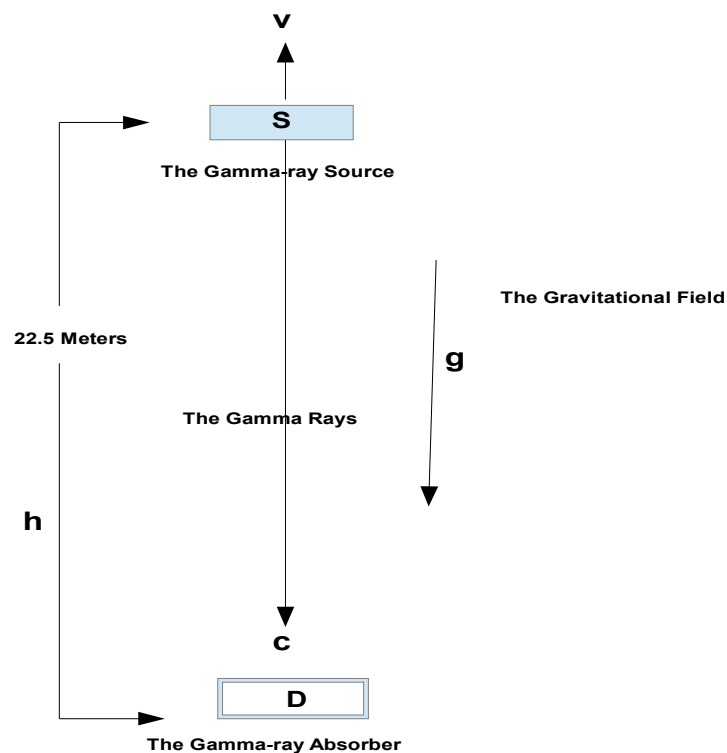 v
S
The Gamma-ray Source
The Gravitational Field
22.5 Meters
g
The Gamma Rays
h
c
D
The Gamma-ray Absorber